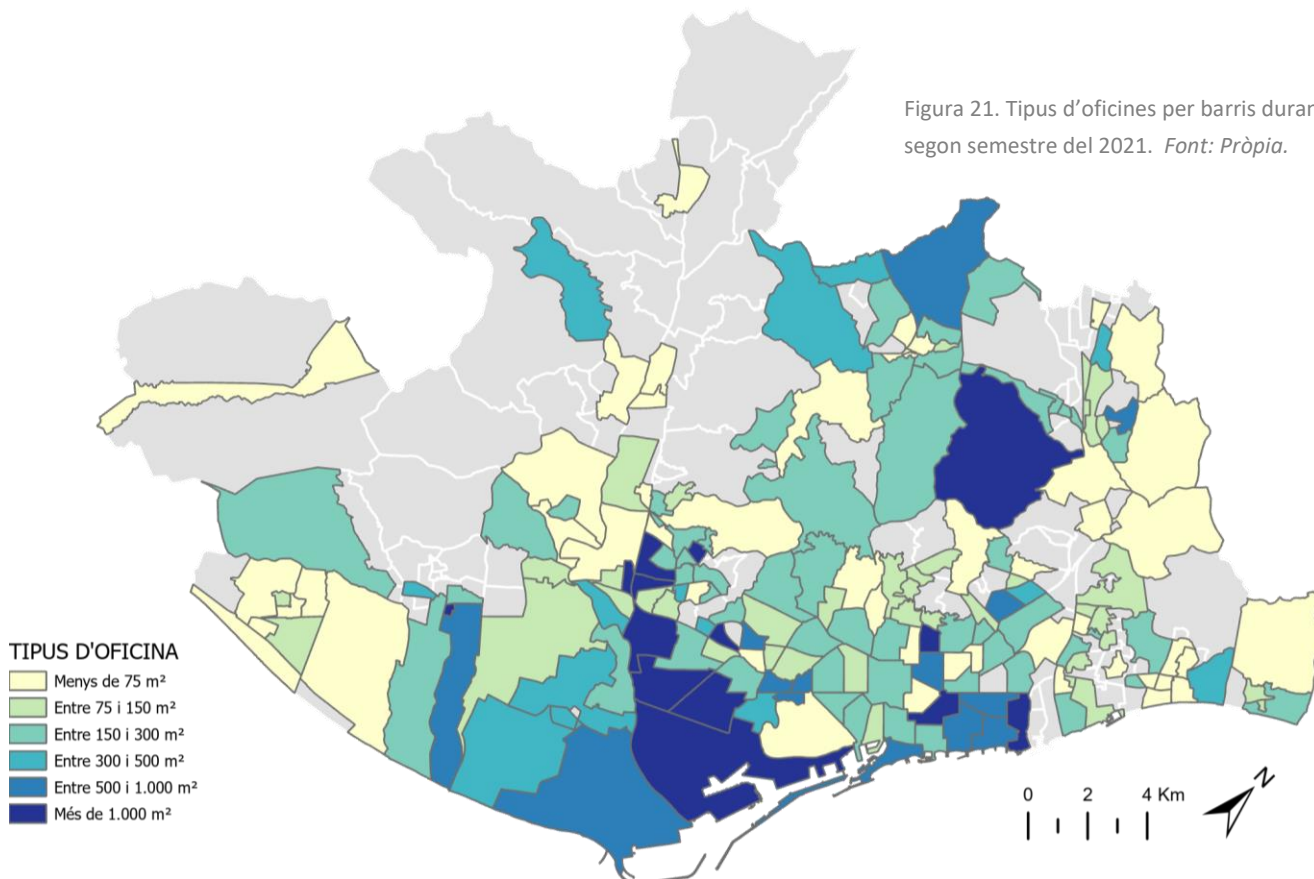 Figura 21. Tipus d'oficines per barris duran
segon semestre del 2021. Font: Pròpia.
TIPUS D'OFICINA
Menys de 75 m²
Entre 75 i 150 m²
Entre 150 i 300 m²
Entre 300 i 500 m²
Entre 500 i 1.000 m²
Més de 1.000 m²
0 2 4 Km
N